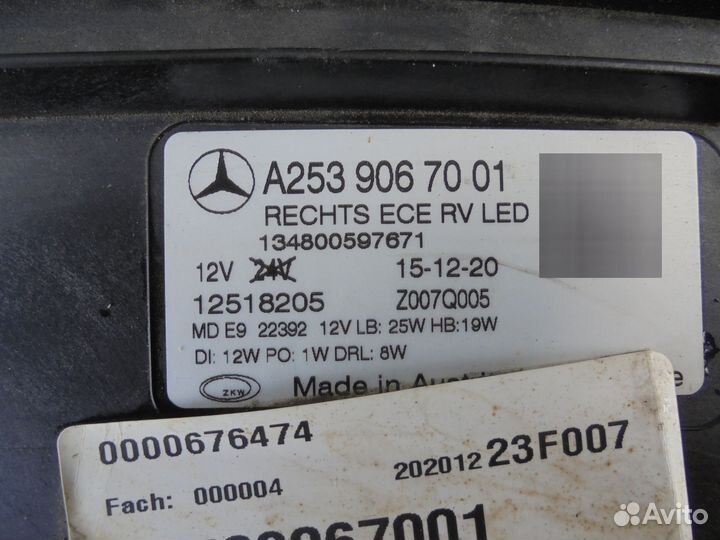 A253 906 70 01
RECHTS ECE RV LED
134800597671
12V 24V 15-12-20
12518205 Z007Q005
MD E9 22392 12V LB: 25W HB:19W
DI: 12W PO: 1W DRL: 8W
ZKW Made in
0000676474
202012 23F007
Fach: 000004
Avito